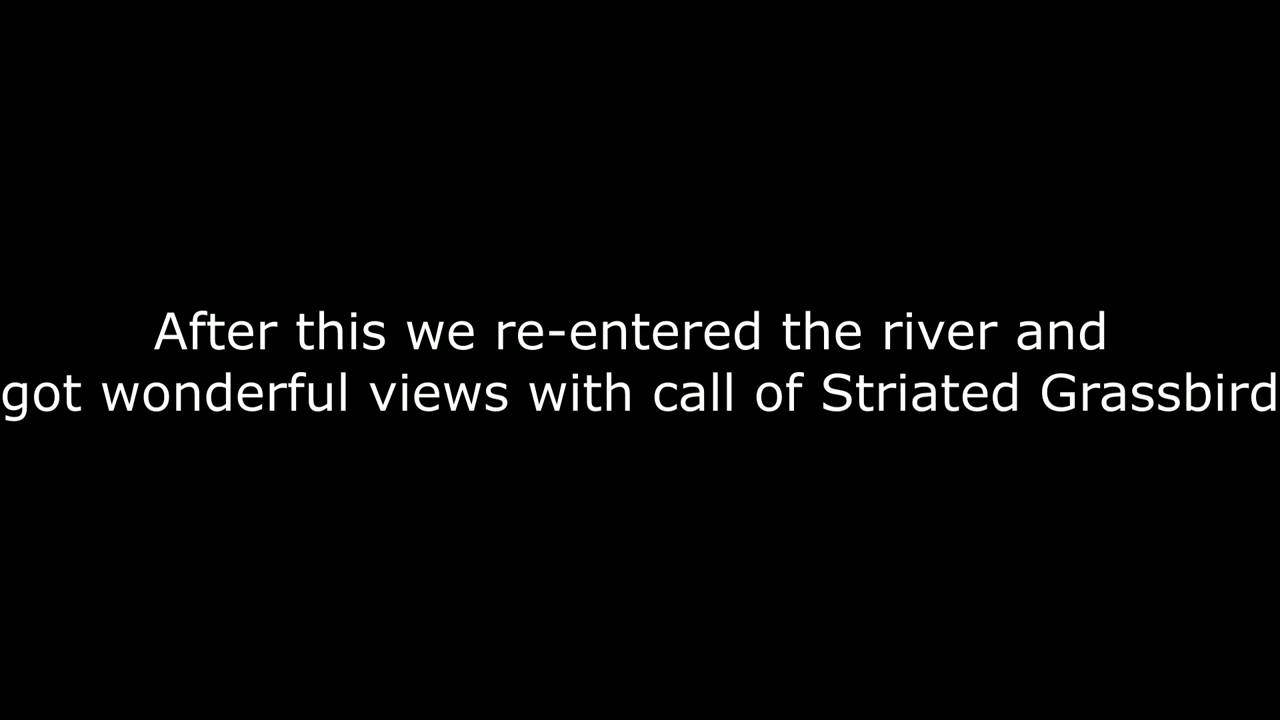 After this we re-entered the river and
got wonderful views with call of Striated Grassbird